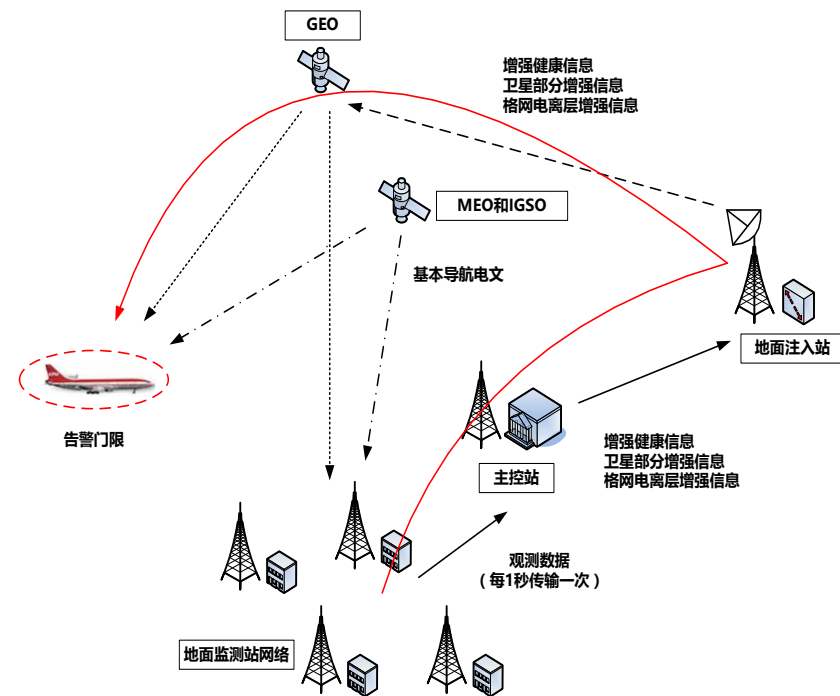 GEO
增强健康信息
卫星部分增强信息
格网电离层增强信息
MEO和IGSO
基本导航电文
地面注入站
告警门限
增强健康信息
卫星部分增强信息
格网电离层增强信息
主控站
观测数据
（每1秒传输一次）
地面监测站网络